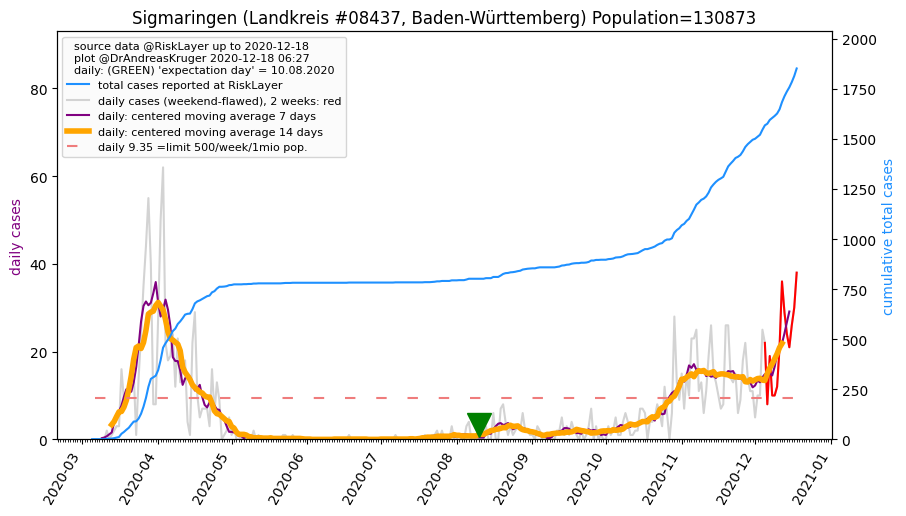 Sigmaringen (Landkreis #08437, Baden-Württemberg) Population=130873
source data @RiskLayer up to 2020-12-18
plot @DrAndreasKruger 2020-12-18 06:27
daily: (GREEN) 'expectation day' = 10.08.2020
total cases reported at RiskLayer
daily cases (weekend-flawed), 2 weeks: red
daily: centered moving average 7 days
daily: centered moving average 14 days
daily 9.35 =limit 500/week/1mio pop.
daily cases
80
60
40
20
0
cumulative total cases
2000
1750
1500
1250
1000
750
500
250
0
2020-03
2020-04
2020-05
2020-06
2020-07
2020-08
2020-09
2020-10
2020-11
2020-12
2021-01